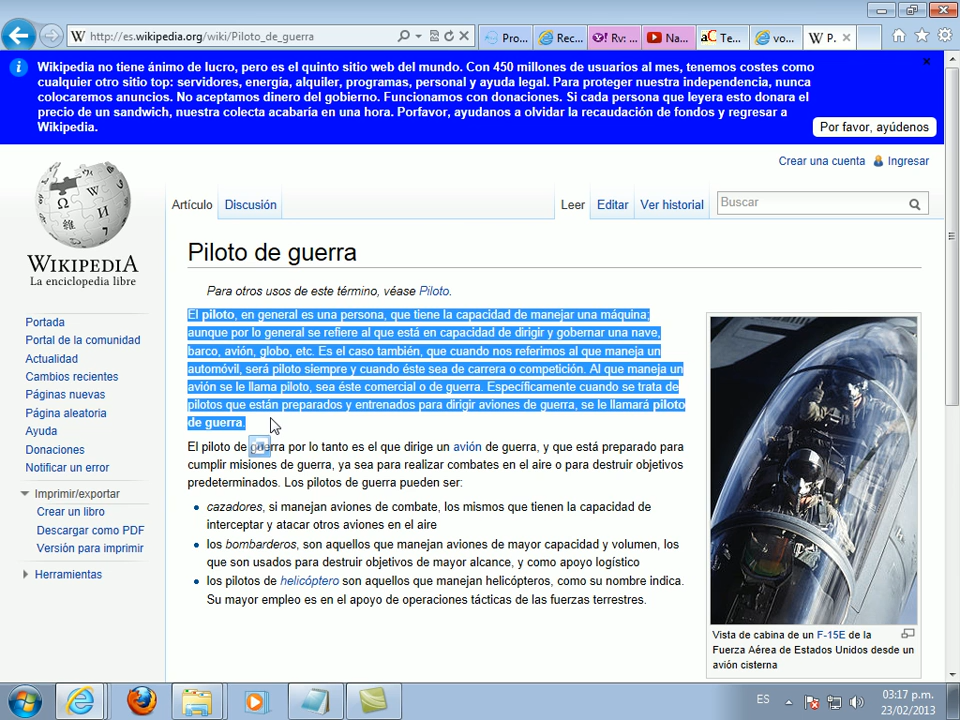 http://es.wikipedia.org/wiki/Piloto_de_guerra
Pro...
Rec...
Rv: ...
Na...
Te...
vo...
P.
Wikipedia no tiene ánimo de lucro, pero es el quinto sitio web del mundo. Con 450 millones de usuarios al mes, tenemos costes como
cualquier otro sitio top: servidores, energía, alquiler, programas, personal y ayuda legal. Para proteger nuestra independencia, nunca
colocaremos anuncios. No aceptamos dinero del gobierno. Funcionamos con donaciones. Si cada persona que leyera esto donara el
precio de un sandwich, nuestra colecta acabaría en una hora. Porfavor, ayudanos a olvidar la recaudación de fondos y regresar a
Wikipedia.
Por favor, ayúdenos
Crear una cuenta
Ingresar
WIKIPEDIA
La enciclopedia libre
Artículo
Discusión
Leer
Editar
Ver historial
Buscar
Portada
Portal de la comunidad
Actualidad
Cambios recientes
Páginas nuevas
Página aleatoria
Ayuda
Donaciones
Notificar un error
Imprimir/exportar
Crear un libro
Descargar como PDF
Versión para imprimir
Herramientas
Piloto de guerra
Para otros usos de este término, véase Piloto.
El piloto, en general es una persona, que tiene la capacidad de manejar una máquina;
aunque por lo general se refiere al que está en capacidad de dirigir y gobernar una nave,
barco, avión, globo, etc. Es el caso también, que cuando nos referimos al que maneja un
automóvil, será piloto siempre y cuando éste sea de carrera o competición. Al que maneja un
avión se le llama piloto, sea éste comercial o de guerra. Específicamente cuando se trata de
pilotos que están preparados y entrenados para dirigir aviones de guerra, se le llamará piloto
de guerra.
El piloto de guerra por lo tanto es el que dirige un avión de guerra, y que está preparado para
cumplir misiones de guerra, ya sea para realizar combates en el aire o para destruir objetivos
predeterminados. Los pilotos de guerra pueden ser:
cazadores, si manejan aviones de combate, los mismos que tienen la capacidad de
interceptar y atacar otros aviones en el aire
los bombarderos, son aquellos que manejan aviones de mayor capacidad y volumen, los
que son usados para destruir objetivos de mayor alcance, y como apoyo logístico
los pilotos de helicóptero son aquellos que manejan helicópteros, como su nombre indica.
Su mayor empleo es en el apoyo de operaciones tácticas de las fuerzas terrestres.
Vista de cabina de un F-15E de la
Fuerza Aérea de Estados Unidos desde un
avión cisterna
ES
03:17 p.m.
23/02/2013